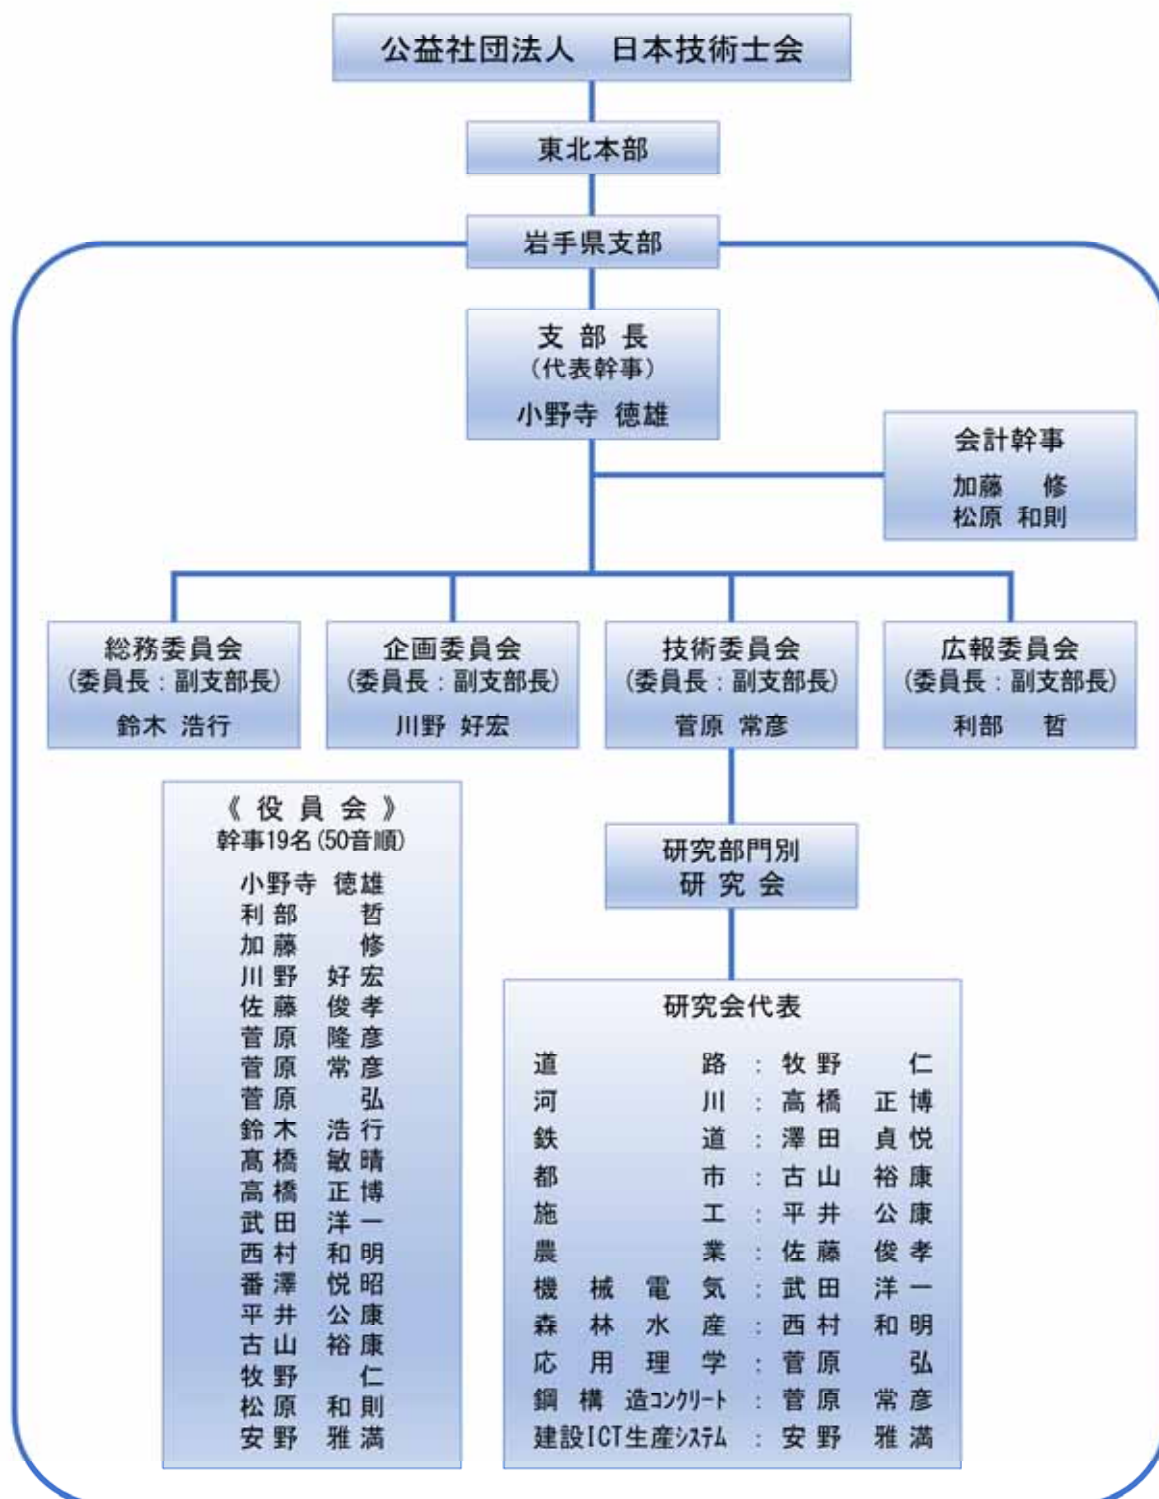 公益社団法人　日本技術士会
東北本部
岩手県支部
支 部 長
(代表幹事)
小野寺 徳雄
会計幹事
加藤　修
松原 和則
総務委員会
(委員長：副支部長)
鈴木 浩行
企画委員会
(委員長：副支部長)
川野 好宏
技術委員会
(委員長：副支部長)
菅原 常彦
広報委員会
(委員長：副支部長)
利部　哲
《 役 員 会 》
幹事19名(50音順)
小野寺 徳雄
利部　哲
加藤　修
川野 好宏
佐藤 俊孝
菅原 隆彦
菅原 常彦
菅原　弘
鈴木 浩行
髙橋 敏晴
高橋 正博
武田 洋一
西村 和明
番澤 悦昭
平井 公康
古山 裕康
牧野　仁
松原 和則
安野 雅満
研究部門別
研 究 会
研究会代表
道路：牧野　仁
河川：高橋 正博
鉄道：澤田 貞悦
都市：古山 裕康
施工：平井 公康
農業：佐藤 俊孝
機械電気：武田 洋一
森林水産：西村 和明
応用理学：菅原　弘
鋼構造ｺﾝｸﾘｰﾄ：菅原 常彦
建設ICT生産ｼｽﾃﾑ：安野 雅満